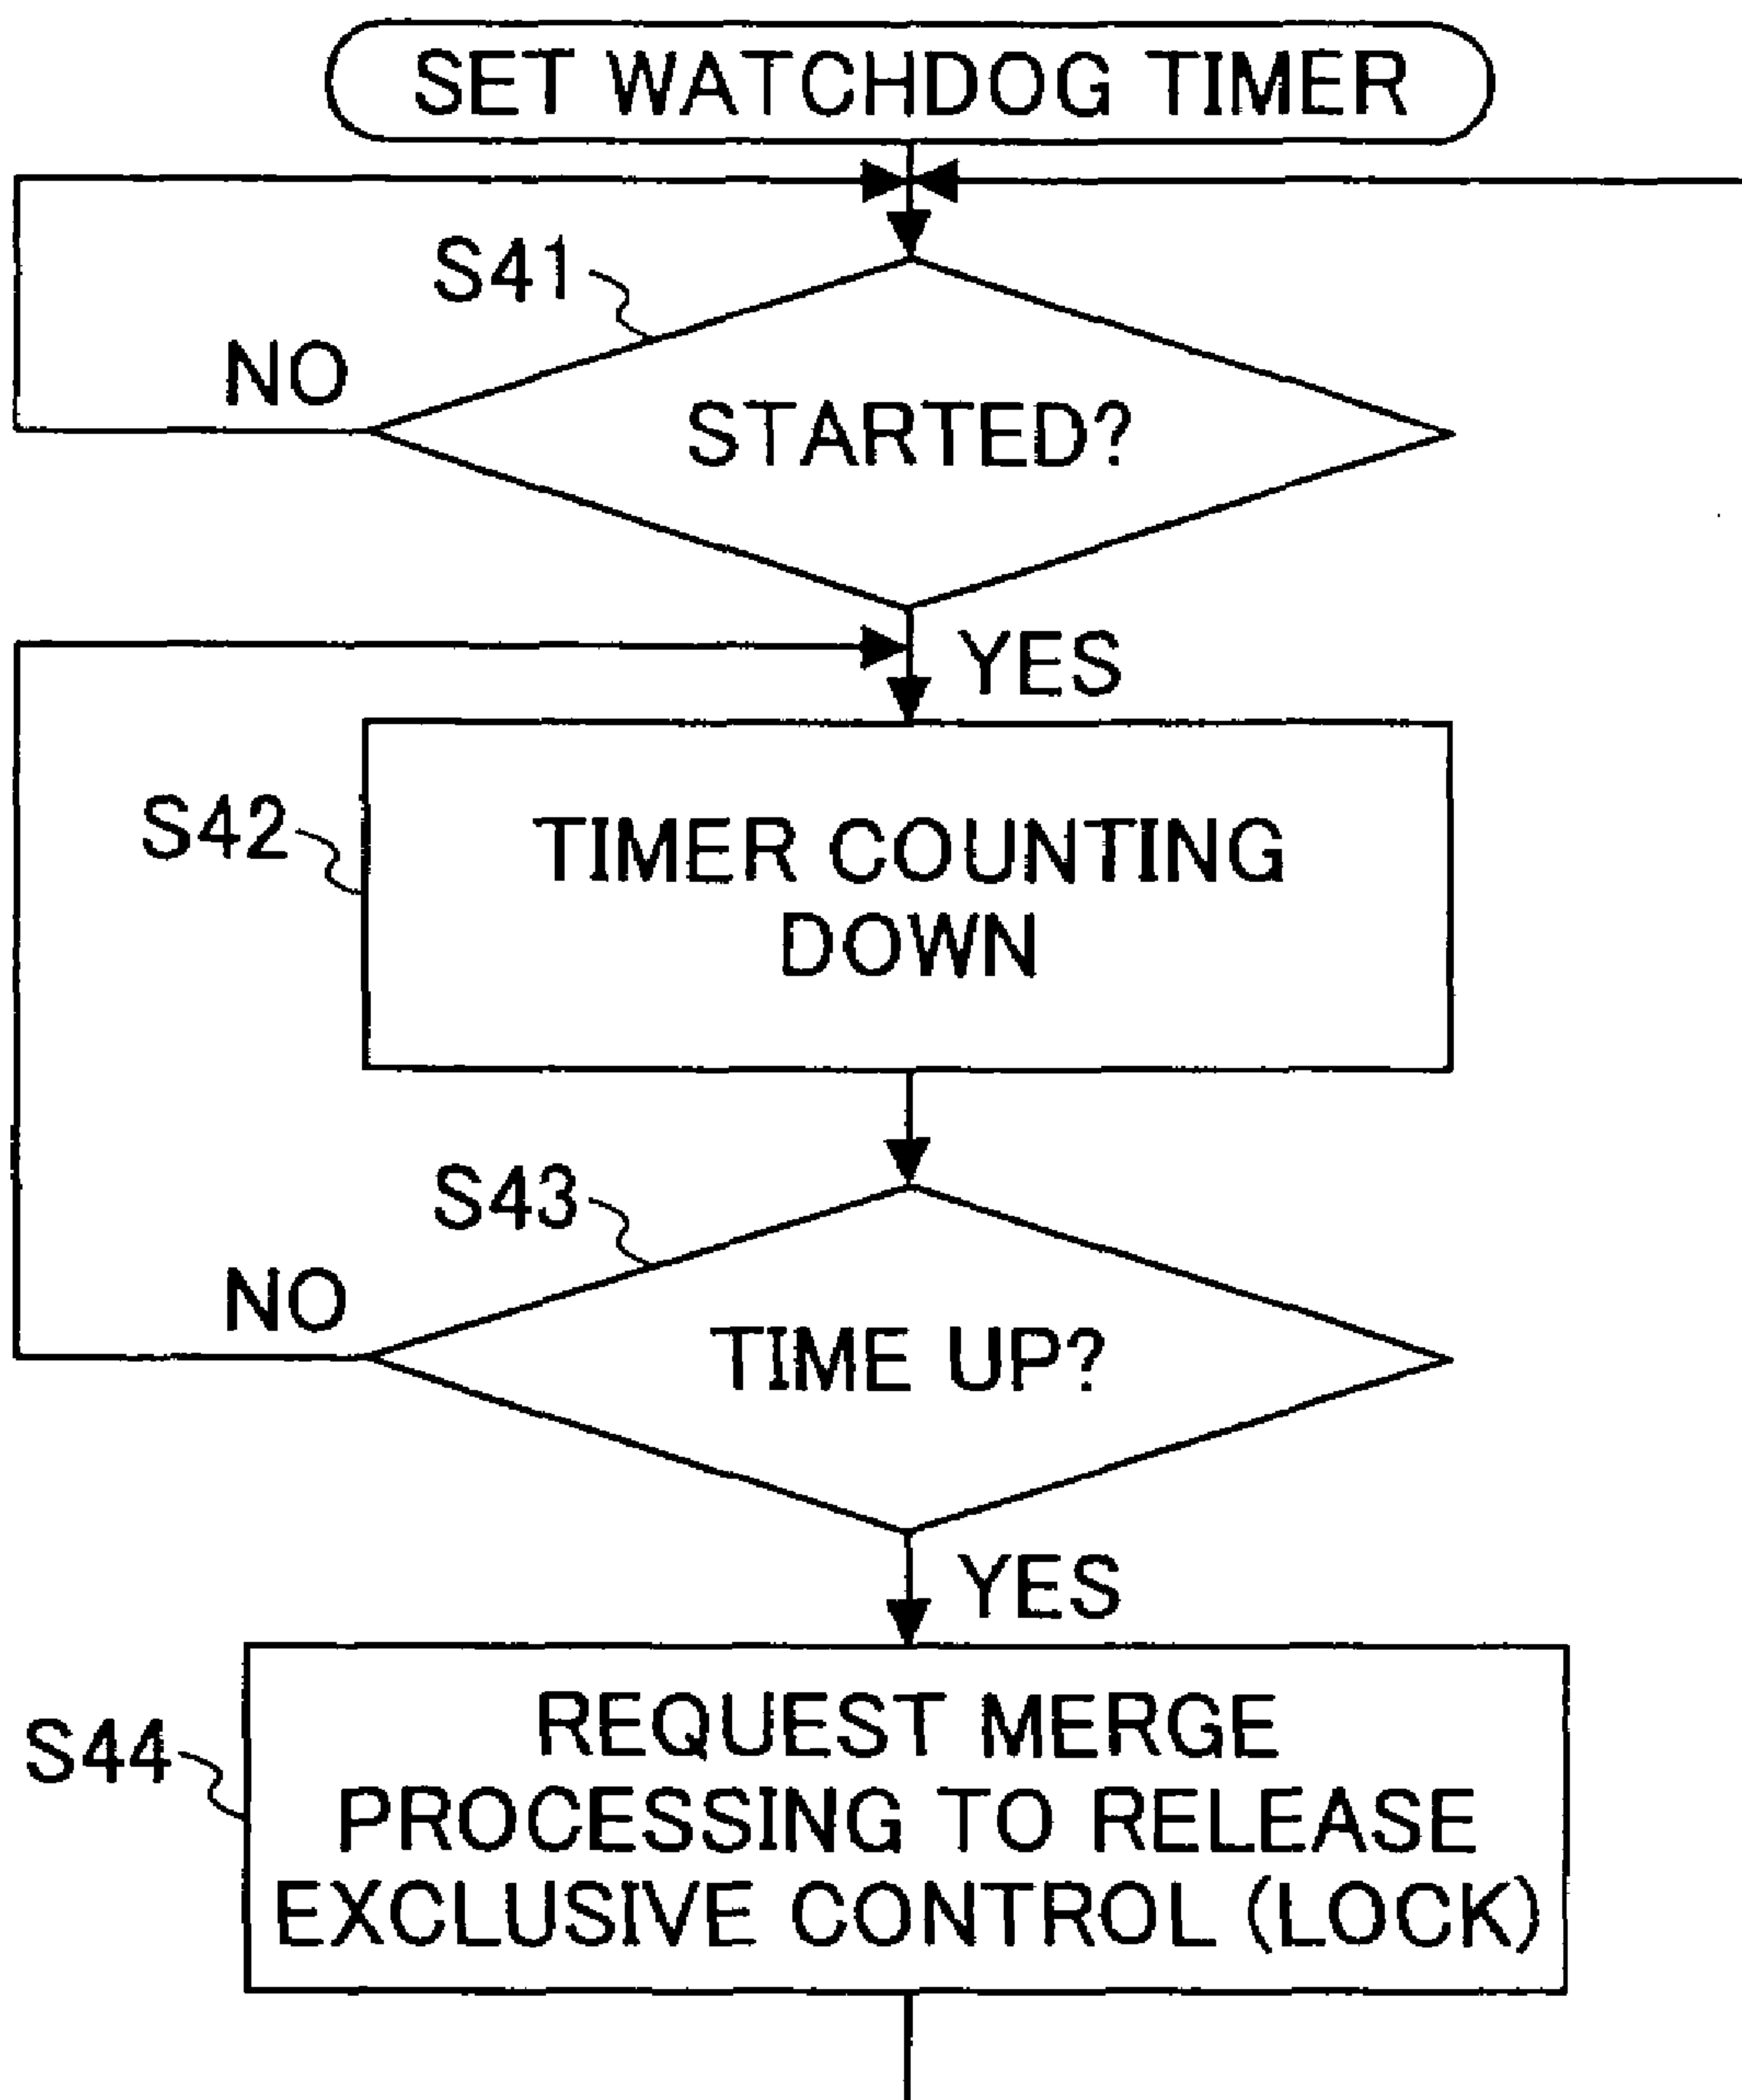 SET WATCHDOG TIMER
S41
NO
STARTED?
YES
S42
TIMER COUNTING
DOWN
S43
NO
TIME UP?
YES
S44
REQUEST MERGE
PROCESSING TO RELEASE
EXCLUSIVE CONTROL (LOCK)